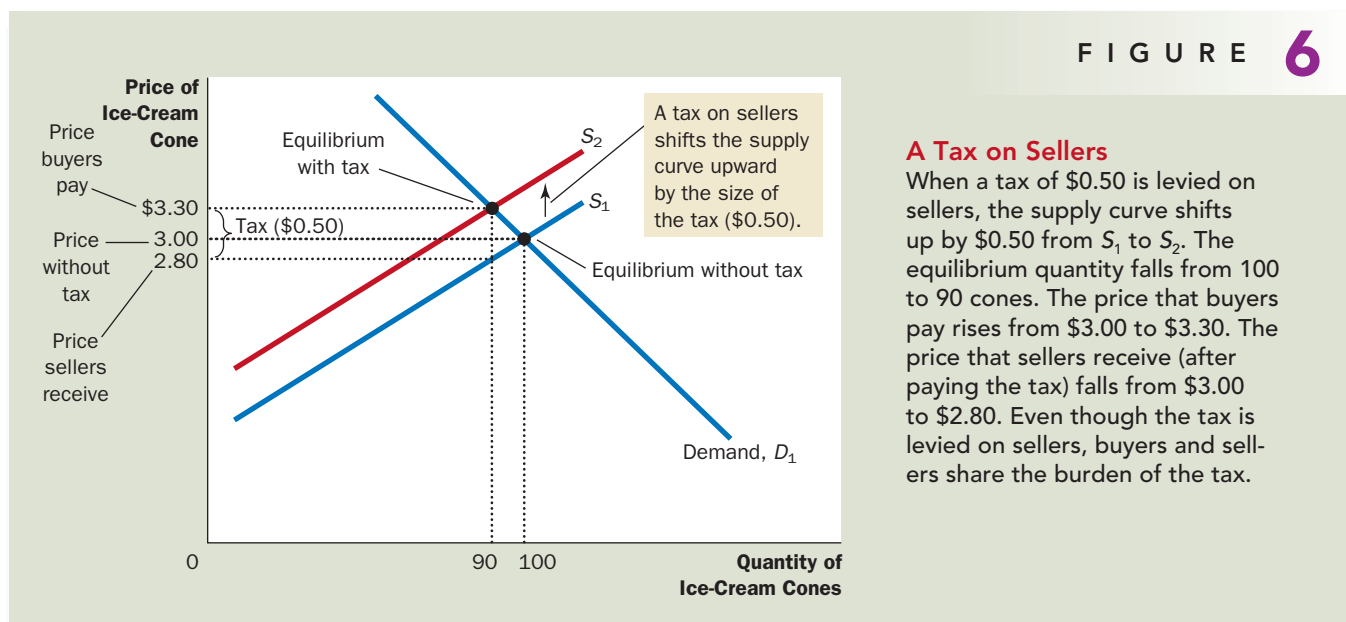 FIGURE 6
Price of
Ice-Cream
Cone
Price
buyers
pay
$3.30
Price
without
tax
3.00
2.80
Price
sellers
receive
Tax ($0.50)
Equilibrium
with tax
S2
S1
A tax on sellers
shifts the supply
curve upward
by the size of
the tax ($0.50).
Equilibrium without tax
Demand, D1
0
90
100
Quantity of
Ice-Cream Cones
A Tax on Sellers
When a tax of $0.50 is levied on
sellers, the supply curve shifts
up by $0.50 from S1 to S2. The
equilibrium quantity falls from 100
to 90 cones. The price that buyers
pay rises from $3.00 to $3.30. The
price that sellers receive (after
paying the tax) falls from $3.00
to $2.80. Even though the tax is
levied on sellers, buyers and sell-
ers share the burden of the tax.